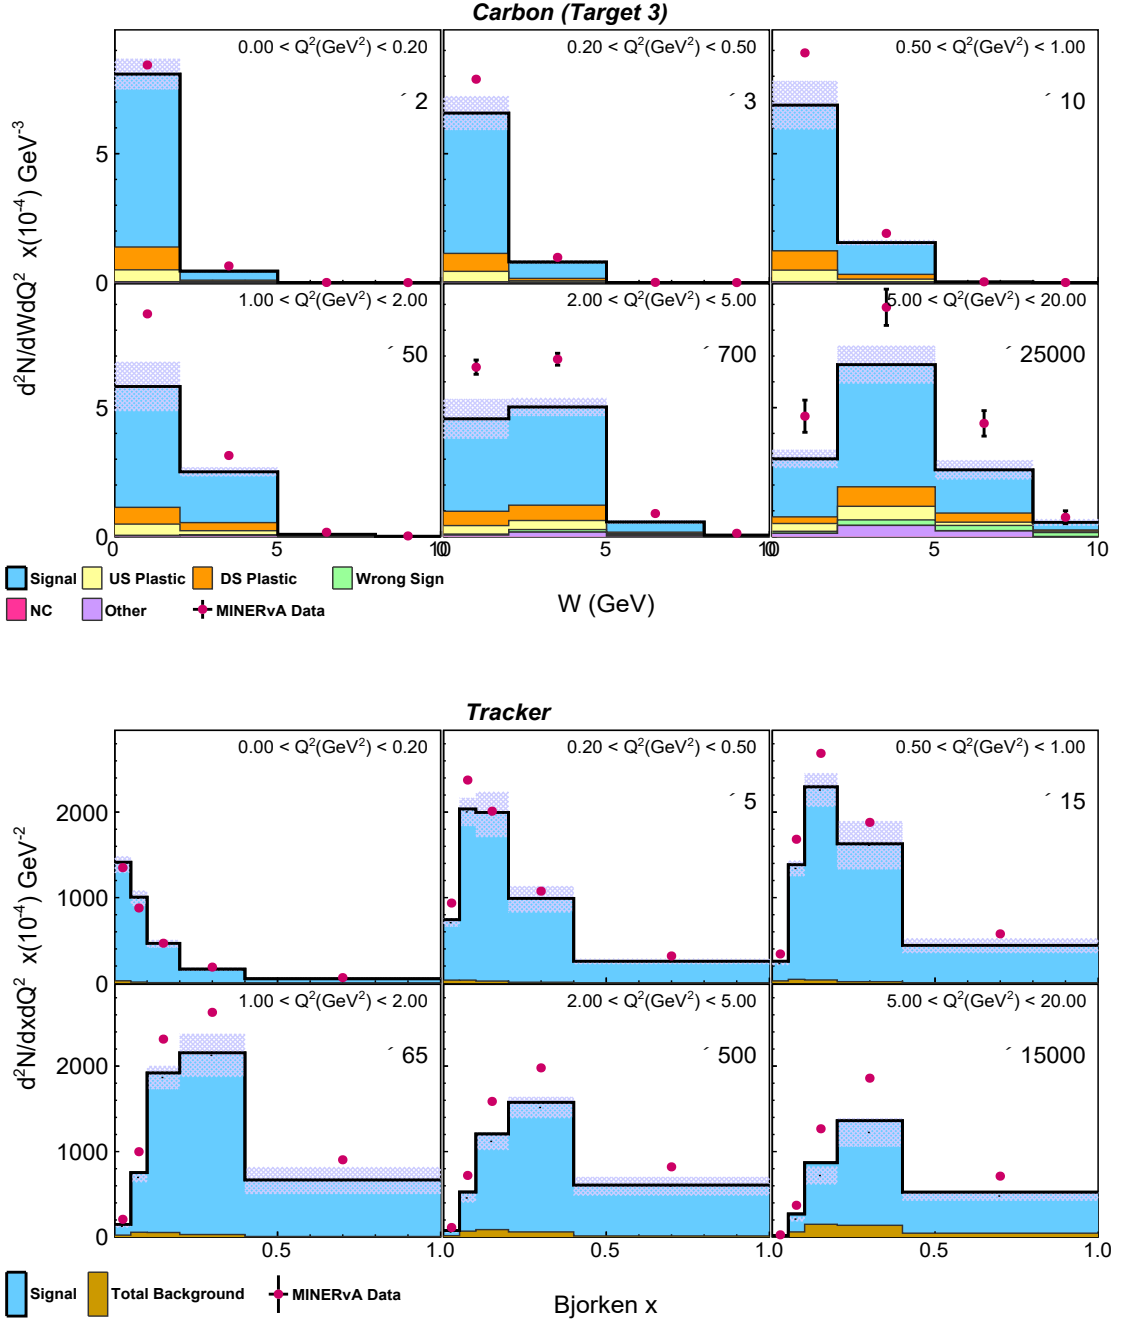 Carbon (Target 3)
0.00 < Q²(GeV²) < 0.20
0.20 < Q²(GeV²) < 0.50
0.50 < Q²(GeV²) < 1.00
´ 2
´ 3
´ 10
5
0
d²N/dWdQ² x(10⁻⁴) GeV⁻³
1.00 < Q²(GeV²) < 2.00
2.00 < Q²(GeV²) < 5.00
5.00 < Q²(GeV²) < 20.00
´ 50
´ 700
´ 25000
5
0
0 5 10
0 5 10
0 5 10
Signal US Plastic DS Plastic Wrong Sign
NC Other MINERvA Data
W (GeV)
Tracker
0.00 < Q²(GeV²) < 0.20
0.20 < Q²(GeV²) < 0.50
0.50 < Q²(GeV²) < 1.00
´ 5
´ 15
2000
1000
0
d²N/dxdQ² x(10⁻⁴) GeV⁻²
1.00 < Q²(GeV²) < 2.00
2.00 < Q²(GeV²) < 5.00
5.00 < Q²(GeV²) < 20.00
´ 65
´ 500
´ 15000
2000
1000
0
0.5 1.0
0.5 1.0
0.5 1.0
Signal Total Background MINERvA Data
Bjorken x